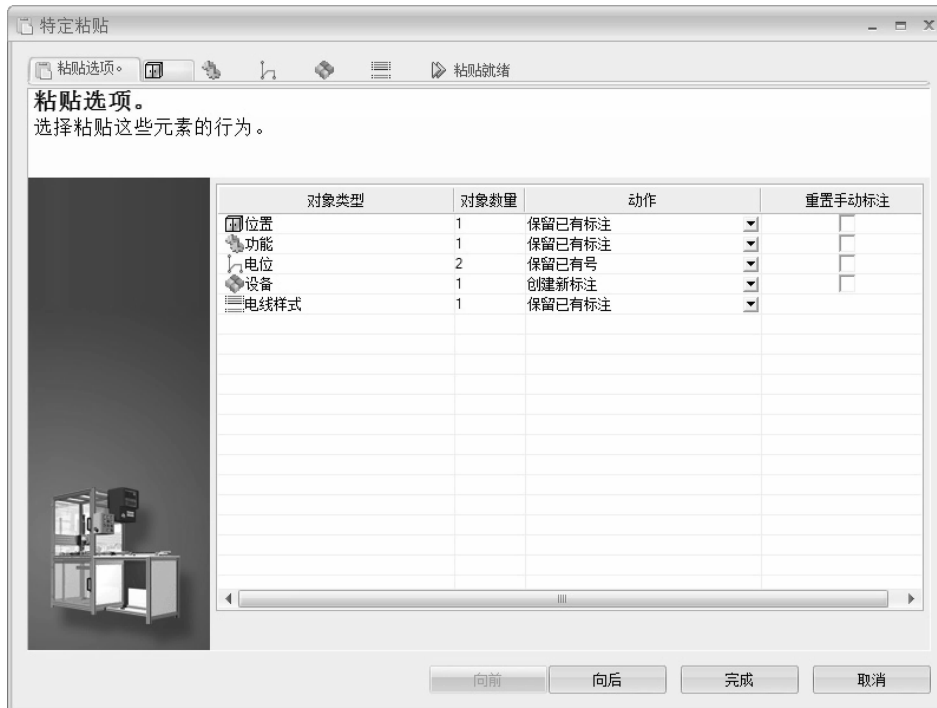 特定粘贴
粘贴选项。
粘贴就绪
粘贴选项。
选择粘贴这些元素的行为。
对象类型 对象数量 动作 重置手动标注
位置 1 保留已有标注
功能 1 保留已有标注
电位 2 保留已有号
设备 1 创建新标注
电线样式 1 保留已有标注
向前 向后 完成 取消